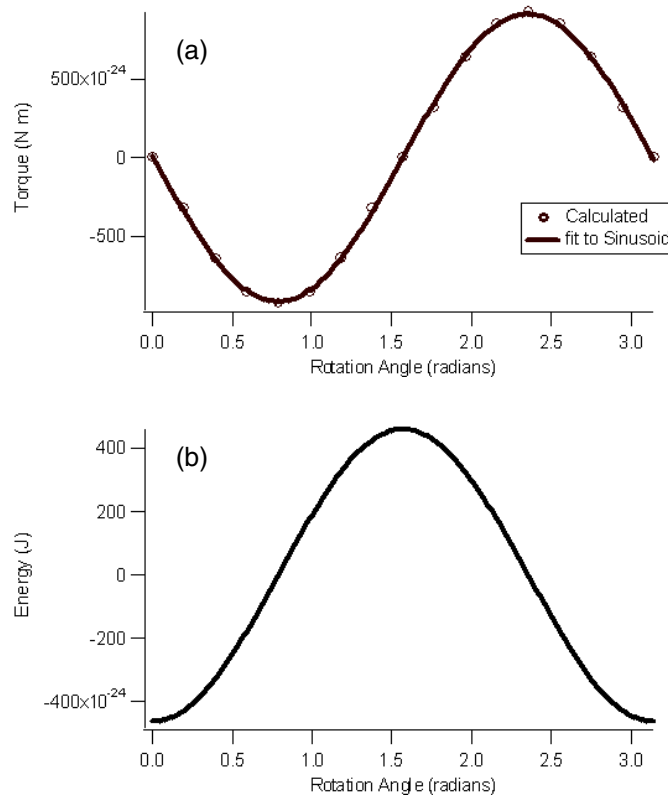 (a)
Torque (N m)
500x10⁻²⁴
0
-500
Calculated
fit to Sinusoid
0.0 0.5 1.0 1.5 2.0 2.5 3.0
Rotation Angle (radians)
(b)
Energy (J)
400
200
0
-200
-400x10⁻²⁴
0.0 0.5 1.0 1.5 2.0 2.5 3.0
Rotation Angle (radians)